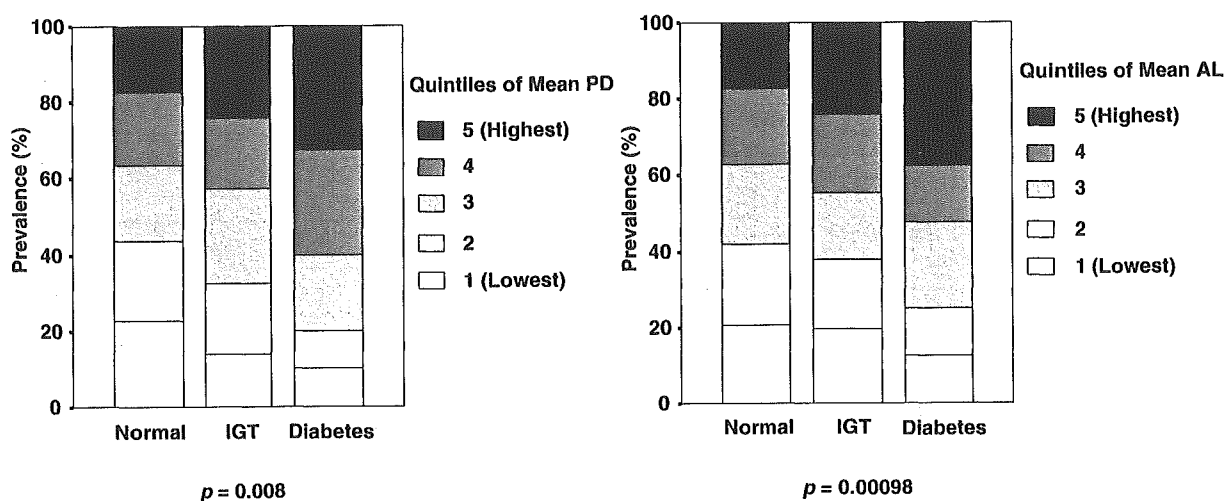 100
80
60
40
20
0
Prevalence (%)
Normal IGT Diabetes
p = 0.008
Quintiles of Mean PD
5 (Highest)
4
3
2
1 (Lowest)
100
80
60
40
20
0
Prevalence (%)
Normal IGT Diabetes
p = 0.00098
Quintiles of Mean AL
5 (Highest)
4
3
2
1 (Lowest)